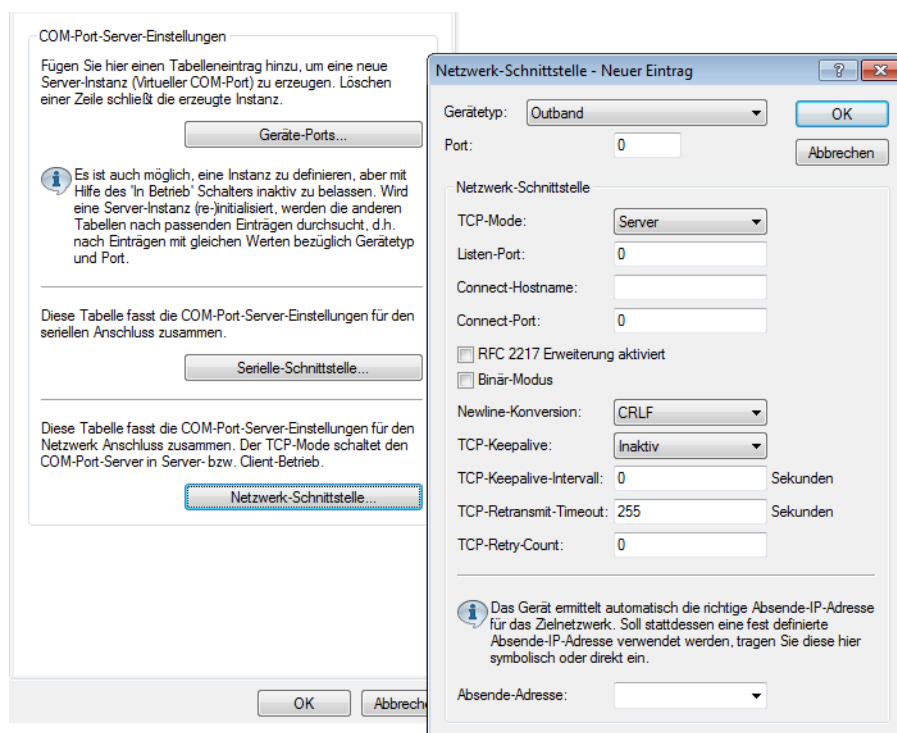 COM-Port-Server-Einstellungen
Fügen Sie hier einen Tabelleneintrag hinzu, um eine neue
Server-Instanz (Virtueller COM-Port) zu erzeugen. Löschen
einer Zeile schließt die erzeugte Instanz.
Geräte-Ports...
Es ist auch möglich, eine Instanz zu definieren, aber mit
Hilfe des 'In Betrieb' Schalters inaktiv zu belassen. Wird
eine Server-Instanz (re-)initialisiert, werden die anderen
Tabellen nach passenden Einträgen durchsucht, d.h.
nach Einträgen mit gleichen Werten bezüglich Gerätetyp
und Port.
Diese Tabelle fasst die COM-Port-Server-Einstellungen für den
seriellen Anschluss zusammen.
Serielle-Schnittstelle...
Diese Tabelle fasst die COM-Port-Server-Einstellungen für den
Netzwerk Anschluss zusammen. Der TCP-Mode schaltet den
COM-Port-Server in Server- bzw. Client-Betrieb.
Netzwerk-Schnittstelle...
OK
Abbreche
Netzwerk-Schnittstelle - Neuer Eintrag
Gerätetyp: Outband
OK
Port: 0
Abbrechen
Netzwerk-Schnittstelle
TCP-Mode: Server
Listen-Port: 0
Connect-Hostname:
Connect-Port: 0
RFC 2217 Erweiterung aktiviert
Binär-Modus
Newline-Konversion: CRLF
TCP-Keepalive: Inaktiv
TCP-Keepalive-Intervall: 0 Sekunden
TCP-Retransmit-Timeout: 255 Sekunden
TCP-Retry-Count: 0
Das Gerät ermittelt automatisch die richtige Absende-IP-Adresse
für das Zielnetzwerk. Soll stattdessen eine fest definierte
Absende-IP-Adresse verwendet werden, tragen Sie diese hier
symbolisch oder direkt ein.
Absende-Adresse: